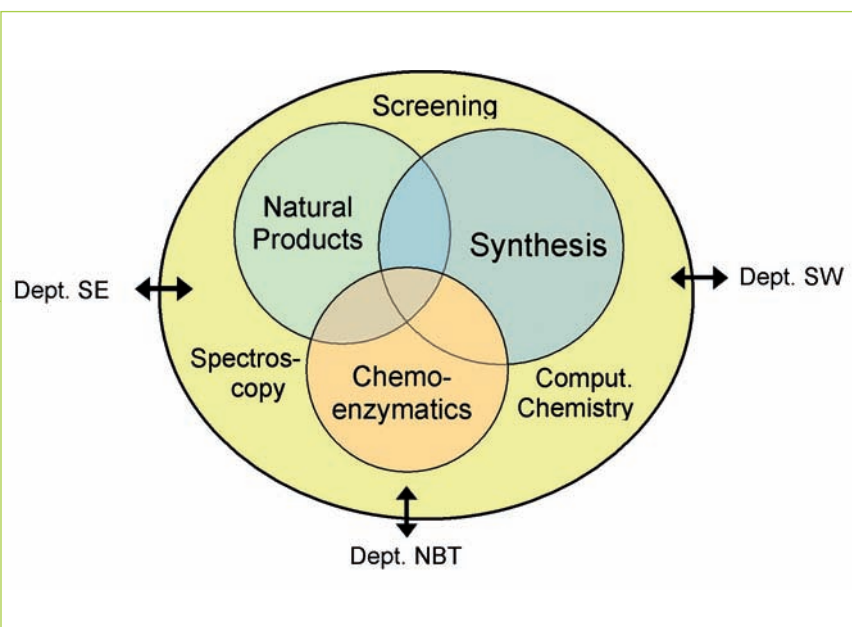 Screening
Natural
Products
Synthesis
Dept. SE
Dept. SW
Spectros-
copy
Chemo-
enzymatics
Comput.
Chemistry
Dept. NBT